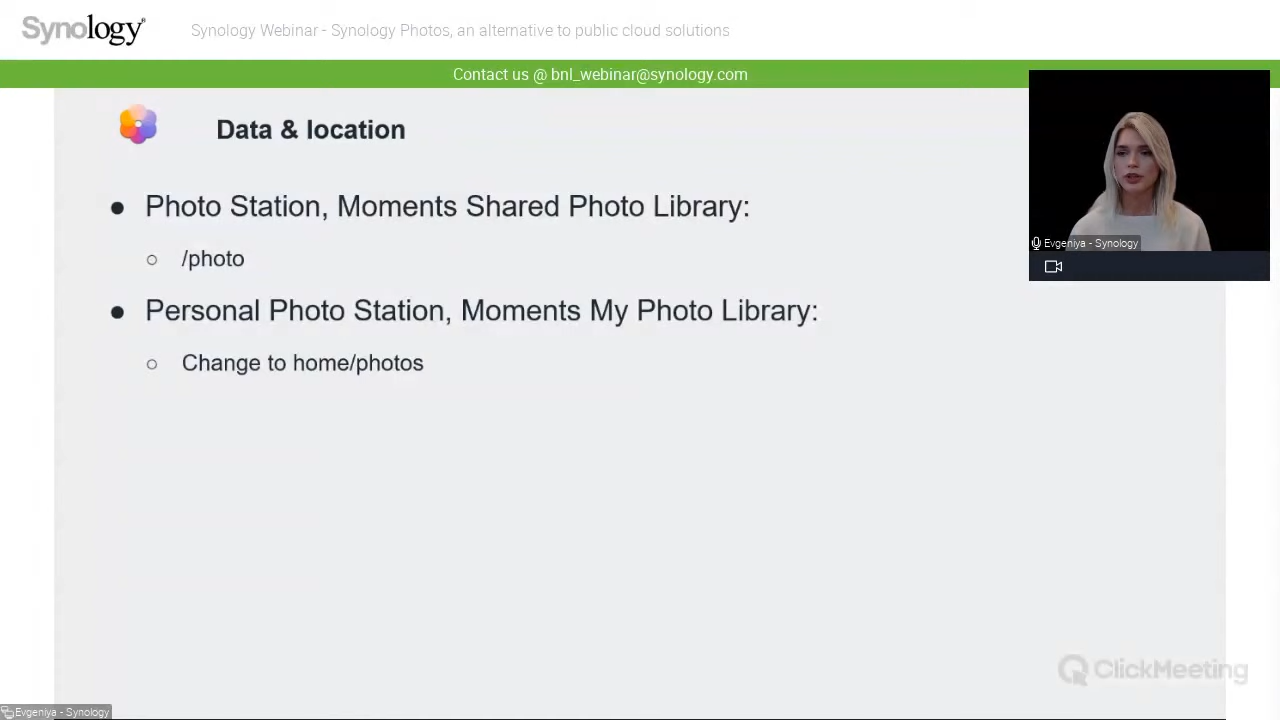 Synology
Synology Webinar - Synology Photos, an alternative to public cloud solutions
Contact us @ bnl_webinar@synology.com
Data & location
● Photo Station, Moments Shared Photo Library:
○ /photo
● Personal Photo Station, Moments My Photo Library:
○ Change to home/photos
Evgeniya - Synology
ClickMeeting
Evgeniya - Synology